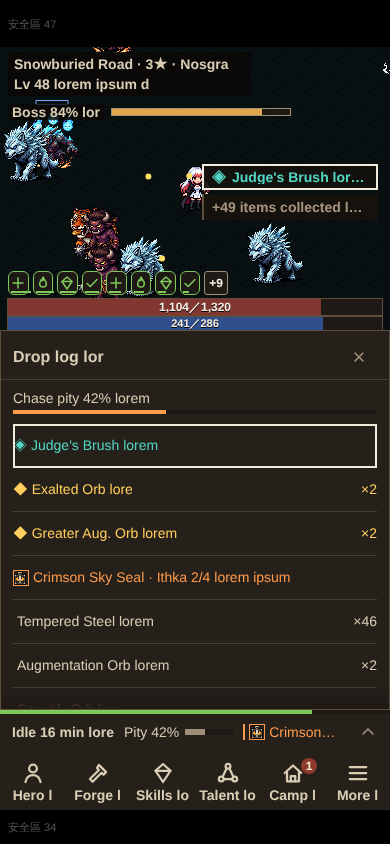 安全區 47
Snowburied Road · 3★ · Nosgra
Lv 48 lorem ipsum d
Boss 84% lor
Judge's Brush lor…
+49 items collected l…
+9
1,104／1,320
241／286
Drop log lor
Chase pity 42% lorem
Judge's Brush lorem
Exalted Orb lore ×2
Greater Aug. Orb lorem ×2
Crimson Sky Seal · Ithka 2/4 lorem ipsum
Tempered Steel lorem ×46
Augmentation Orb lorem ×2
Idle 16 min lore Pity 42% Crimson…
1
Hero l Forge l Skills lo Talent lo Camp l More l
安全區 34